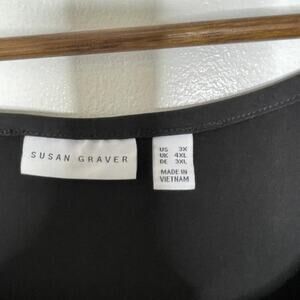 SUSAN GRAVER
US 3X
UK 4XL
DE 3XL
MADE IN
VIETNAM